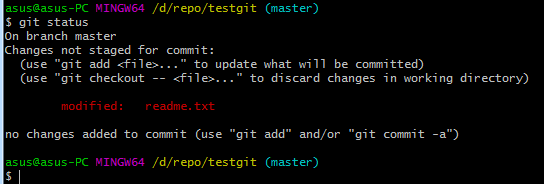 asus@asus-PC MINGW64 /d/repo/testgit (master)
$ git status
On branch master
Changes not staged for commit:
  (use "git add <file>..." to update what will be committed)
  (use "git checkout -- <file>..." to discard changes in working directory)

        modified:   readme.txt

no changes added to commit (use "git add" and/or "git commit -a")

asus@asus-PC MINGW64 /d/repo/testgit (master)
$